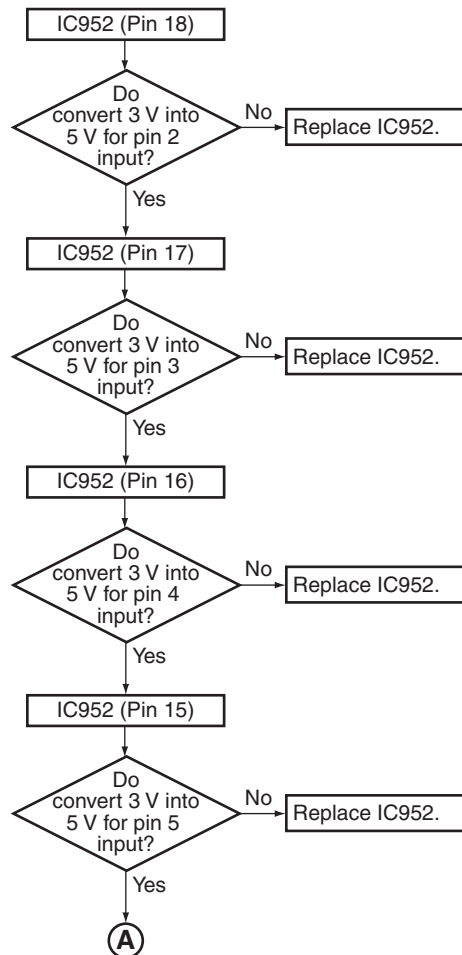 IC952 (Pin 18)
Do
convert 3 V into
5 V for pin 2
input?
No
Replace IC952.
Yes
IC952 (Pin 17)
Do
convert 3 V into
5 V for pin 3
input?
No
Replace IC952.
Yes
IC952 (Pin 16)
Do
convert 3 V into
5 V for pin 4
input?
No
Replace IC952.
Yes
IC952 (Pin 15)
Do
convert 3 V into
5 V for pin 5
input?
No
Replace IC952.
Yes
A